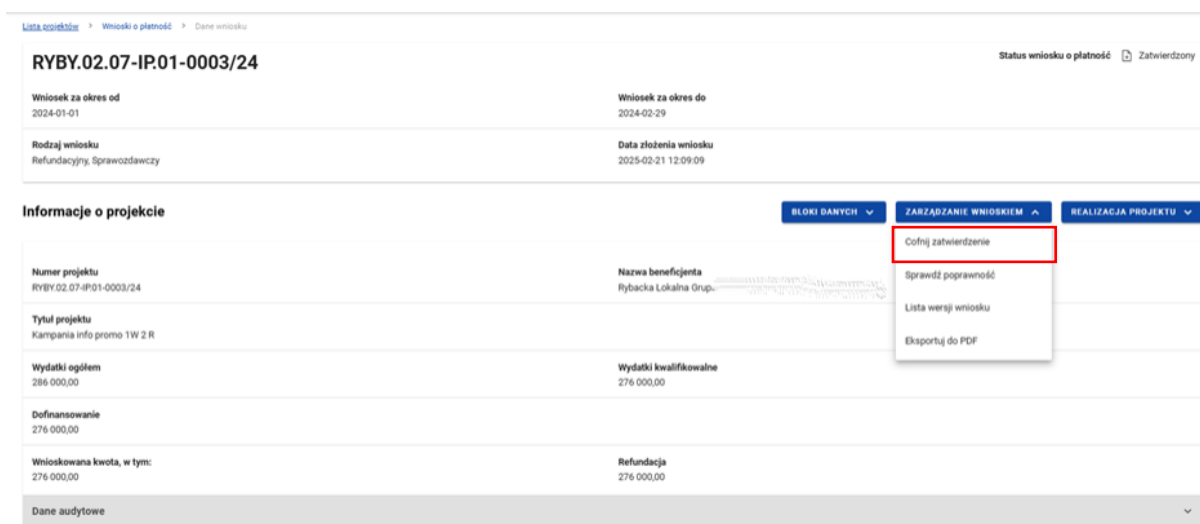 Lista projektów > Wnioski o płatność > Dane wniosku
RYBY.02.07-IP.01-0003/24
Status wniosku o płatność Zatwierdzony
Wniosek za okres od
2024-01-01
Wniosek za okres do
2024-02-29
Rodzaj wniosku
Refundacyjny, Sprawozdawczy
Data złożenia wniosku
2025-02-21 12:09:09
Informacje o projekcie
BLOKI DANYCH
ZARZĄDZANIE WNIOSKIEM
REALIZACJA PROJEKTU
Cofnij zatwierdzenie
Sprawdź poprawność
Lista wersji wniosku
Eksportuj do PDF
Numer projektu
RYBY.02.07-IP.01-0003/24
Nazwa beneficjenta
Rybacka Lokalna
Tytuł projektu
Kampania info promo 1W 2 R
Wydatki ogółem
286 000,00
Wydatki kwalifikowalne
276 000,00
Dofinansowanie
276 000,00
Wnioskowana kwota, w tym:
276 000,00
Refundacja
276 000,00
Dane audytowe